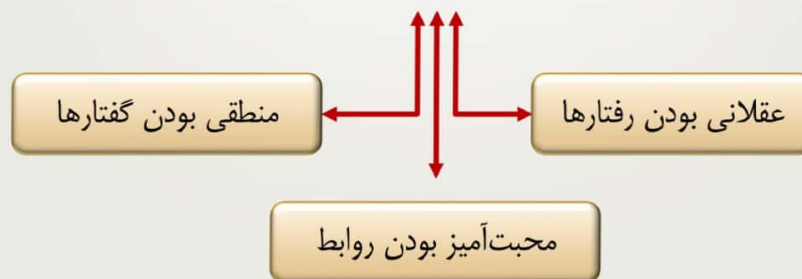 عقلانی بودن رفتارها
منطقی بودن گفتارها
محبت‌آمیز بودن روابط